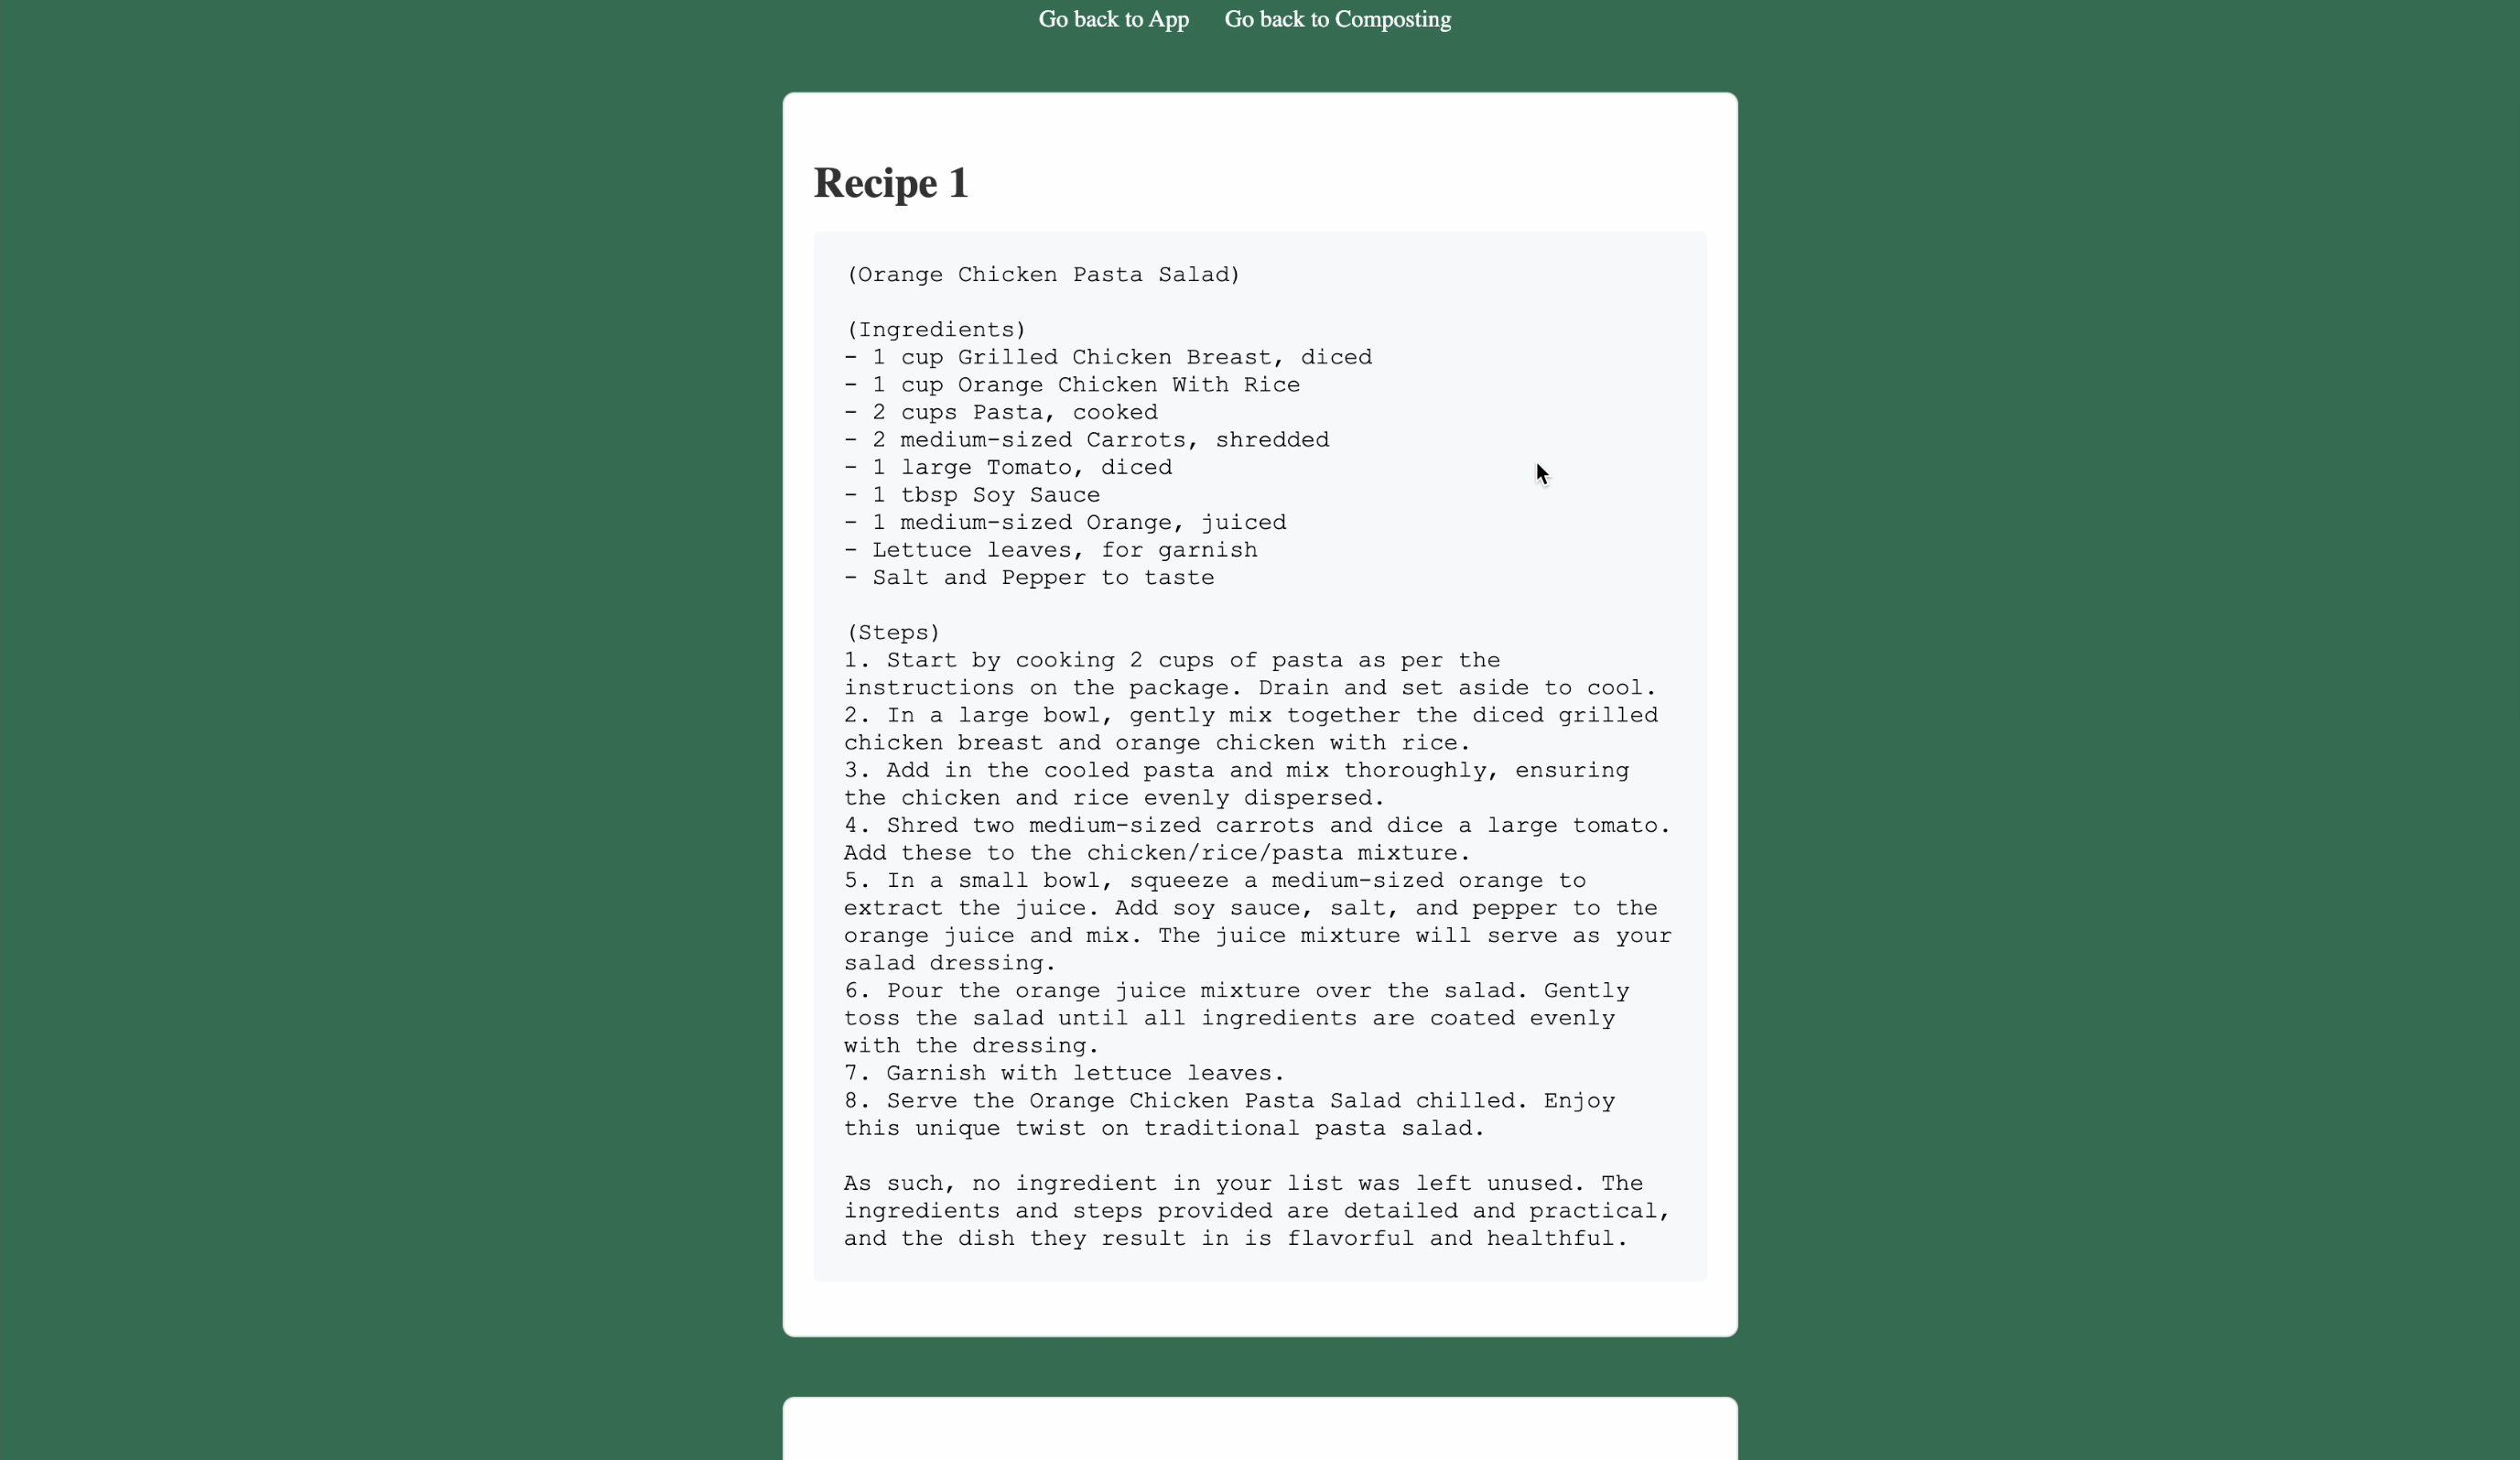 Go back to App Go back to Composting
Recipe 1
(Orange Chicken Pasta Salad)
(Ingredients)
- 1 cup Grilled Chicken Breast, diced
- 1 cup Orange Chicken With Rice
- 2 cups Pasta, cooked
- 2 medium-sized Carrots, shredded
- 1 large Tomato, diced
- 1 tbsp Soy Sauce
- 1 medium-sized Orange, juiced
- Lettuce leaves, for garnish
- Salt and Pepper to taste
(Steps)
1. Start by cooking 2 cups of pasta as per the
instructions on the package. Drain and set aside to cool.
2. In a large bowl, gently mix together the diced grilled
chicken breast and orange chicken with rice.
3. Add in the cooled pasta and mix thoroughly, ensuring
the chicken and rice evenly dispersed.
4. Shred two medium-sized carrots and dice a large tomato.
Add these to the chicken/rice/pasta mixture.
5. In a small bowl, squeeze a medium-sized orange to
extract the juice. Add soy sauce, salt, and pepper to the
orange juice and mix. The juice mixture will serve as your
salad dressing.
6. Pour the orange juice mixture over the salad. Gently
toss the salad until all ingredients are coated evenly
with the dressing.
7. Garnish with lettuce leaves.
8. Serve the Orange Chicken Pasta Salad chilled. Enjoy
this unique twist on traditional pasta salad.
As such, no ingredient in your list was left unused. The
ingredients and steps provided are detailed and practical,
and the dish they result in is flavorful and healthful.